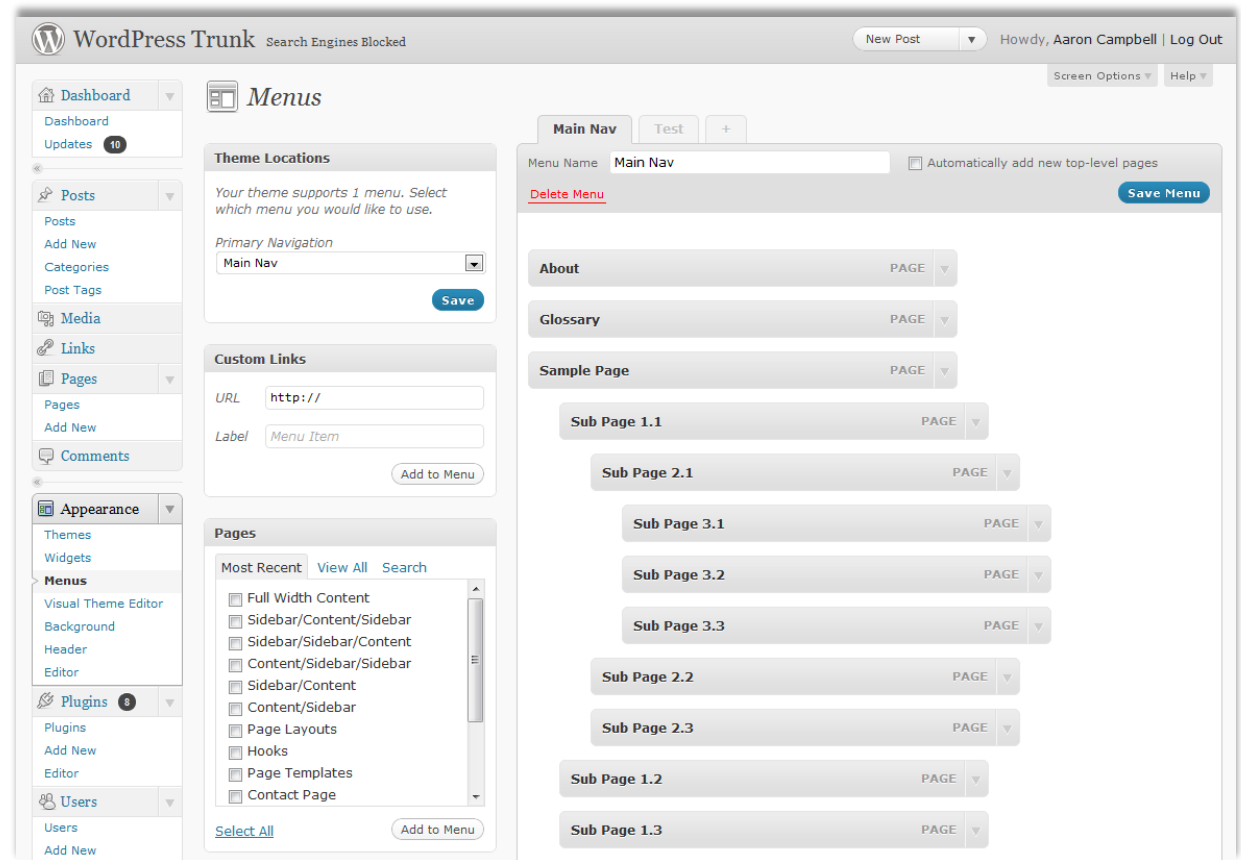 WordPress Trunk Search Engines Blocked
New Post
Howdy, Aaron Campbell | Log Out
Screen Options
Help
Dashboard
Dashboard
Updates 10
Posts
Posts
Add New
Categories
Post Tags
Media
Links
Pages
Pages
Add New
Comments
Appearance
Themes
Widgets
Menus
Visual Theme Editor
Background
Header
Editor
Plugins 8
Plugins
Add New
Editor
Users
Users
Add New
Menus
Theme Locations
Your theme supports 1 menu. Select
which menu you would like to use.
Primary Navigation
Main Nav
Save
Custom Links
URL http://
Label Menu Item
Add to Menu
Pages
Most Recent View All Search
Full Width Content
Sidebar/Content/Sidebar
Sidebar/Sidebar/Content
Content/Sidebar/Sidebar
Sidebar/Content
Content/Sidebar
Page Layouts
Hooks
Page Templates
Contact Page
Select All Add to Menu
Main Nav Test +
Menu Name Main Nav Automatically add new top-level pages
Delete Menu Save Menu
About PAGE
Glossary PAGE
Sample Page PAGE
Sub Page 1.1 PAGE
Sub Page 2.1 PAGE
Sub Page 3.1 PAGE
Sub Page 3.2 PAGE
Sub Page 3.3 PAGE
Sub Page 2.2 PAGE
Sub Page 2.3 PAGE
Sub Page 1.2 PAGE
Sub Page 1.3 PAGE